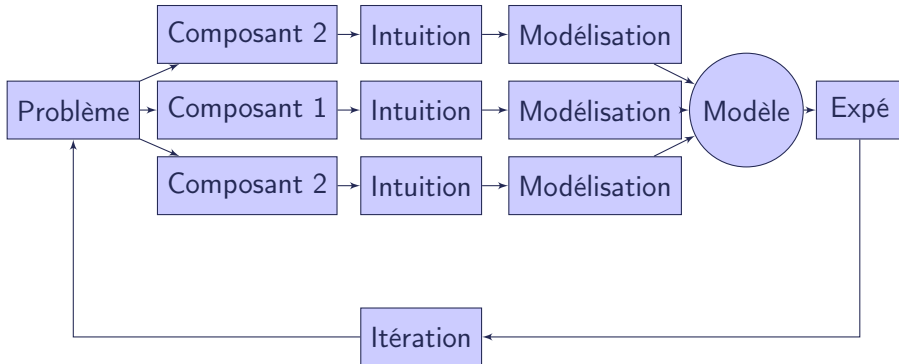 Composant 2 Intuition Modélisation
Problème Composant 1 Intuition Modélisation Modèle Expé
Composant 2 Intuition Modélisation
Itération